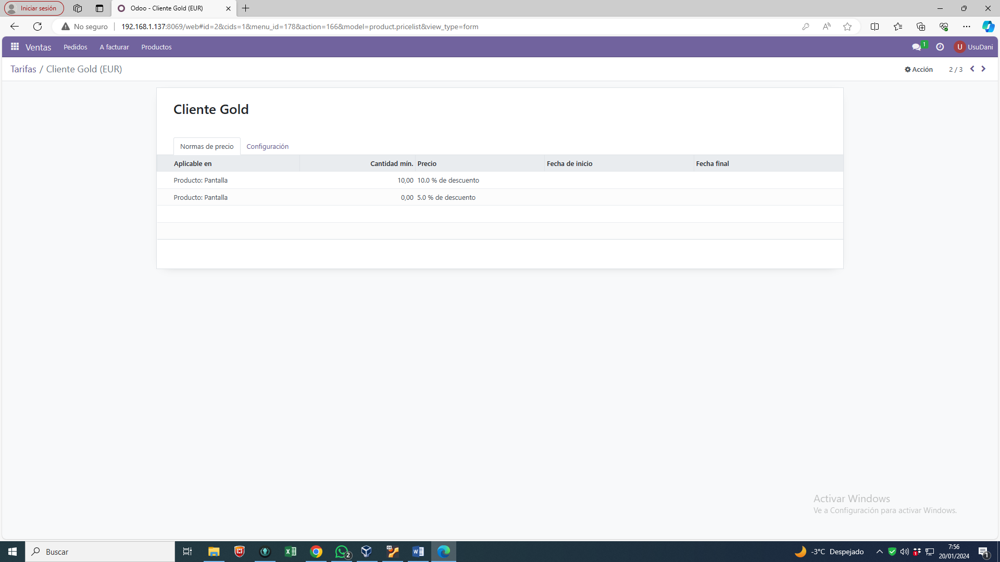 Iniciar sesión
Odoo - Cliente Gold (EUR)
No seguro
192.168.1.137:8069/web#id=2&cids=1&menu_id=178&action=166&model=product.pricelist&view_type=form
Ventas Pedidos A facturar Productos
1
U UsuDani
Tarifas / Cliente Gold (EUR)
Acción 2 / 3
Cliente Gold
Normas de precio Configuración
Aplicable en Cantidad mín. Precio Fecha de inicio Fecha final
Producto: Pantalla 10,00 10.0 % de descuento
Producto: Pantalla 0,00 5.0 % de descuento
Activar Windows
Ve a Configuración para activar Windows.
Buscar
2
64
-3°C Despejado
1
7:56
20/01/2024
1